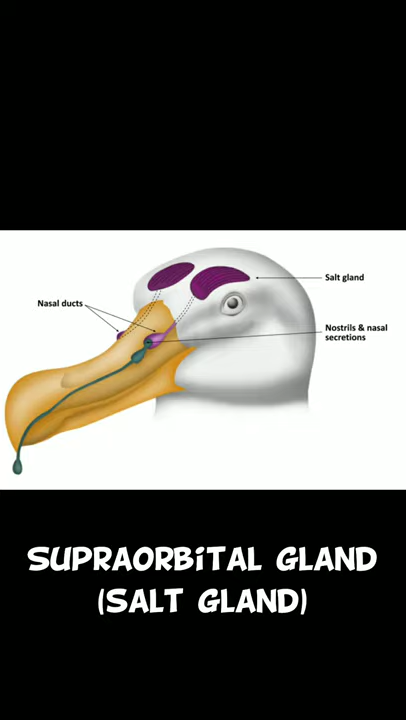 Salt gland
Nasal ducts
Nostrils & nasal
secretions
SUPRAORBITAL GLAND
(SALT GLAND)